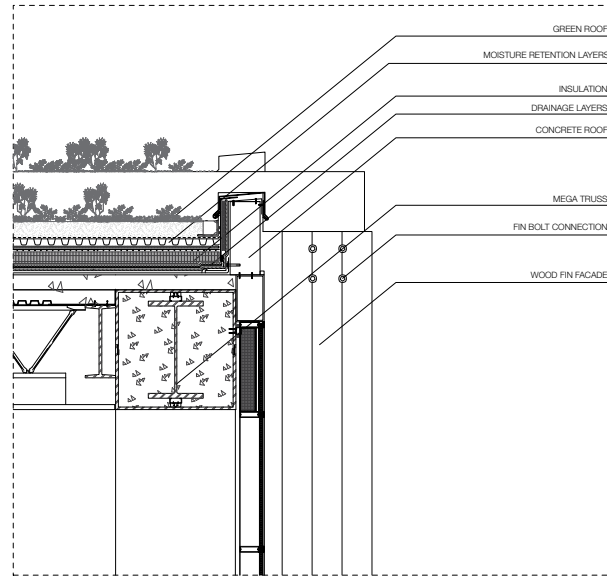 GREEN ROOF
MOISTURE RETENTION LAYERS
INSULATION
DRAINAGE LAYERS
CONCRETE ROOF
MEGA TRUSS
FIN BOLT CONNECTION
WOOD FIN FACADE